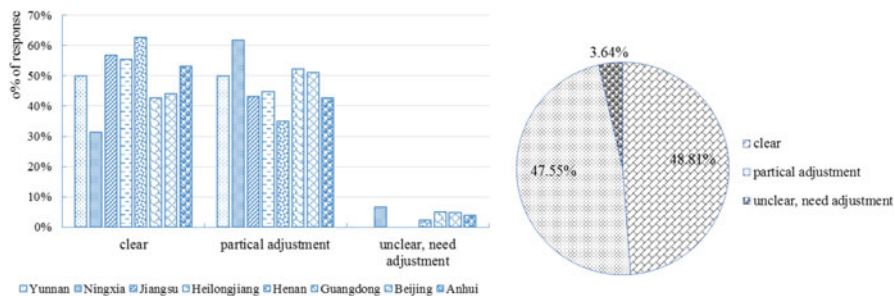 o% of response
70%
60%
50%
40%
30%
20%
10%
0%
clear
partical adjustment
unclear, need
adjustment
Yunnan Ningxia Jiangsu Heilongjiang Henan Guangdong Beijing Anhui
3.64%
47.55%
48.81%
clear
partical adjustment
unclear, need adjustment